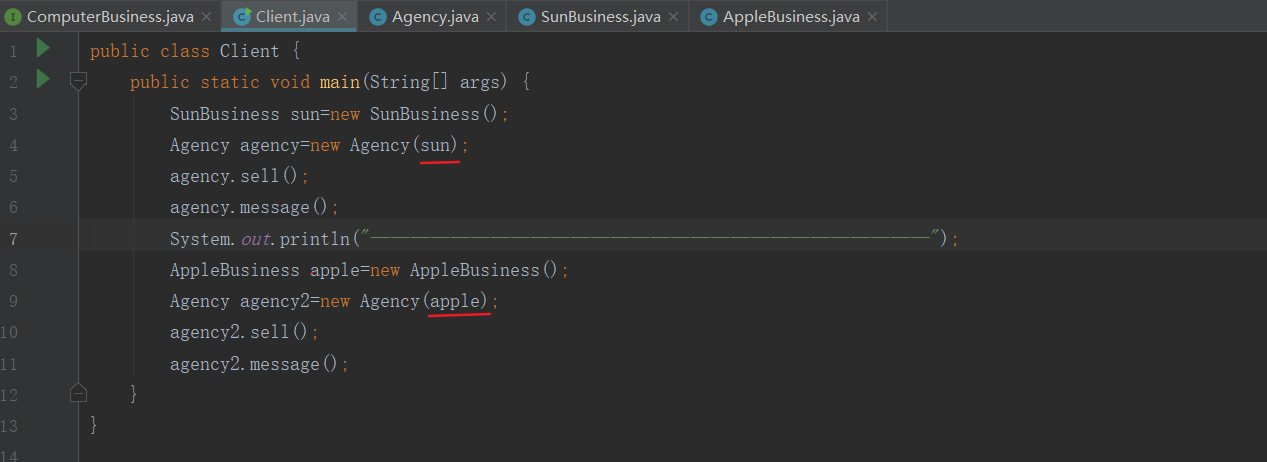 ComputerBusiness.java Client.java Agency.java SunBusiness.java AppleBusiness.java
1 public class Client {
2 public static void main(String[] args) {
3 SunBusiness sun=new SunBusiness();
4 Agency agency=new Agency(sun);
5 agency.sell();
6 agency.message();
7 System.out.println("————————————————————————————");
8 AppleBusiness apple=new AppleBusiness();
9 Agency agency2=new Agency(apple);
10 agency2.sell();
11 agency2.message();
12 }
13 }
14